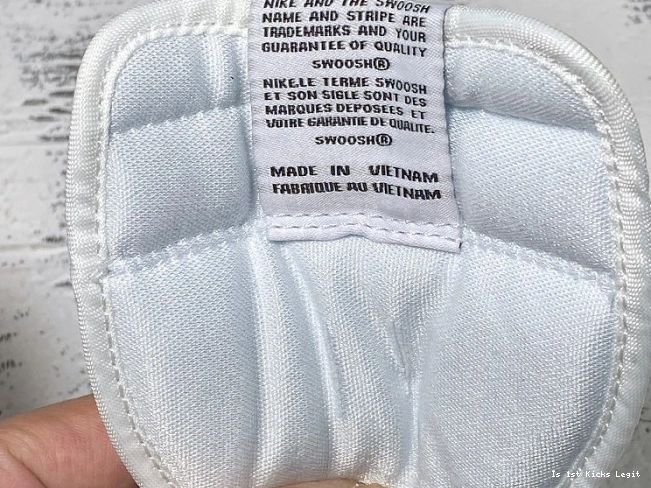 NIKE AND THE SWOOSH
NAME AND STRIPE ARE
TRADEMARKS AND YOUR
GUARANTEE OF QUALITY
SWOOSH®
NIKE.LE TERME SWOOSH
ET SON SIGLE SONT DES
MARQUES DEPOSEES ET
VOTRE GARANTIE DE QUALITE.
SWOOSH®
MADE IN VIETNAM
FABRIQUE AU VIETNAM
Is 1st Kicks Legit